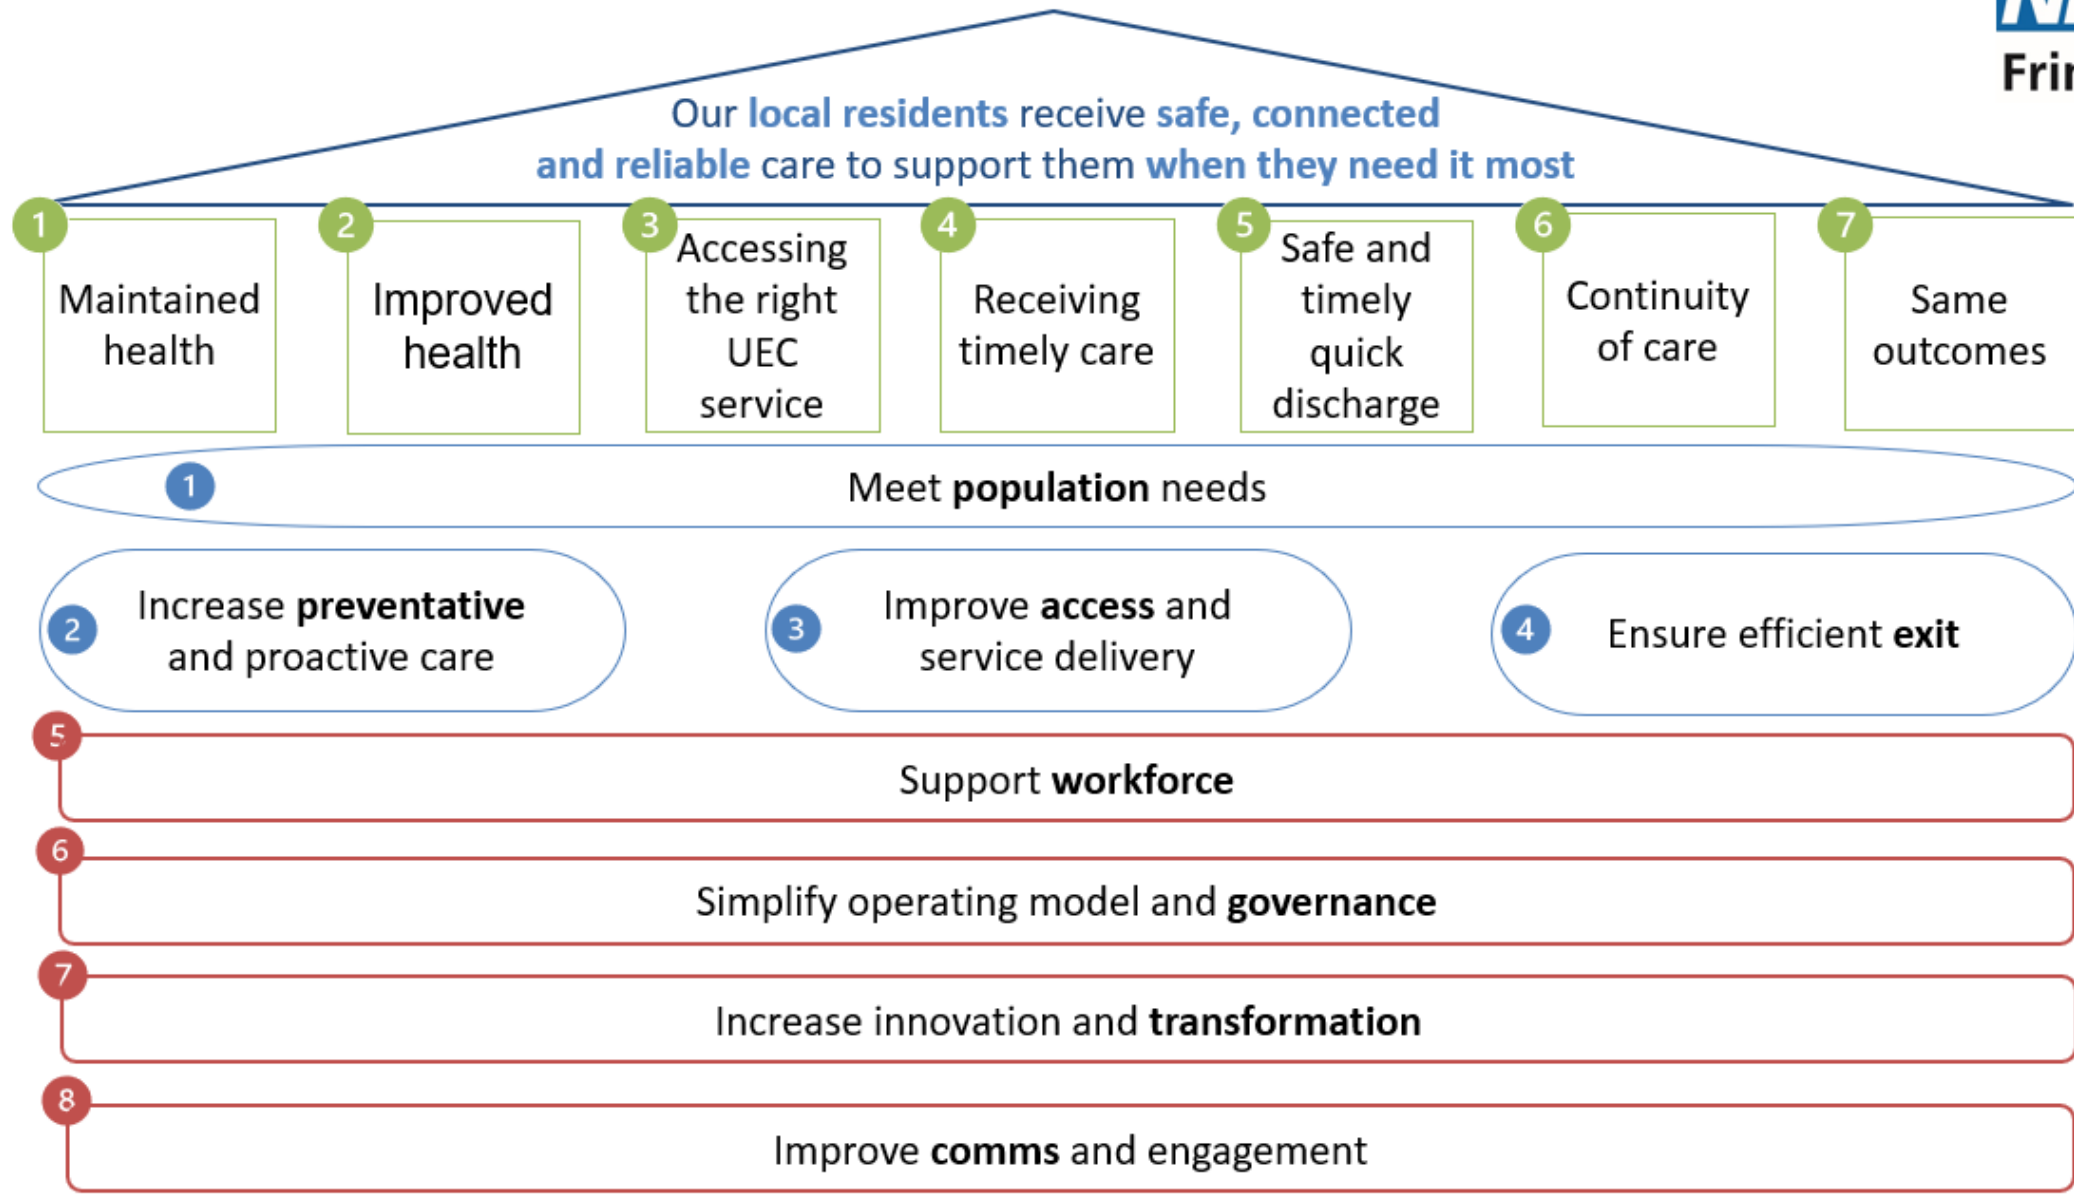 Our local residents receive safe, connected
and reliable care to support them when they need it most
1
Maintained
health
2
Improved
health
3
Accessing
the right
UEC
service
4
Receiving
timely care
5
Safe and
timely
quick
discharge
6
Continuity
of care
7
Same
outcomes
1
Meet population needs
2
Increase preventative
and proactive care
3
Improve access and
service delivery
4
Ensure efficient exit
5
Support workforce
6
Simplify operating model and governance
7
Increase innovation and transformation
8
Improve comms and engagement